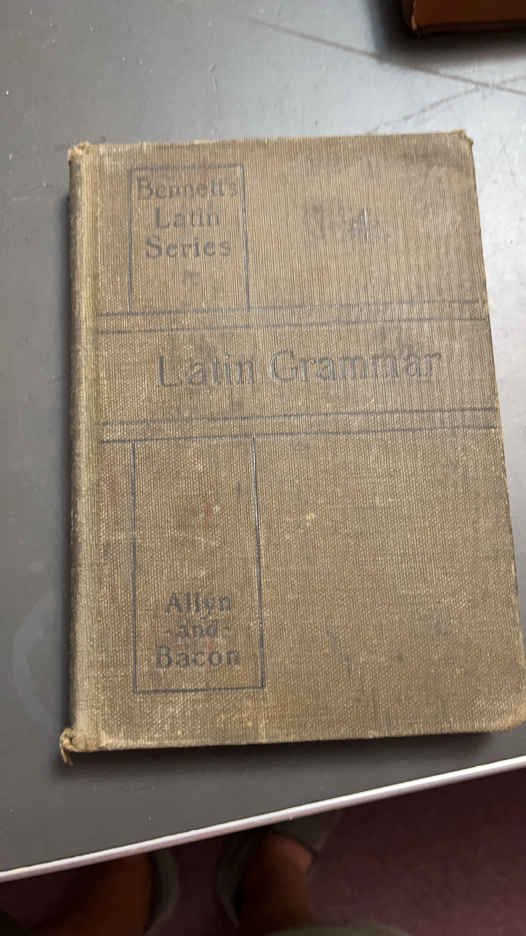 Bennett's
Latin
Series
Latin Grammar
Allyn
-and-
Bacon